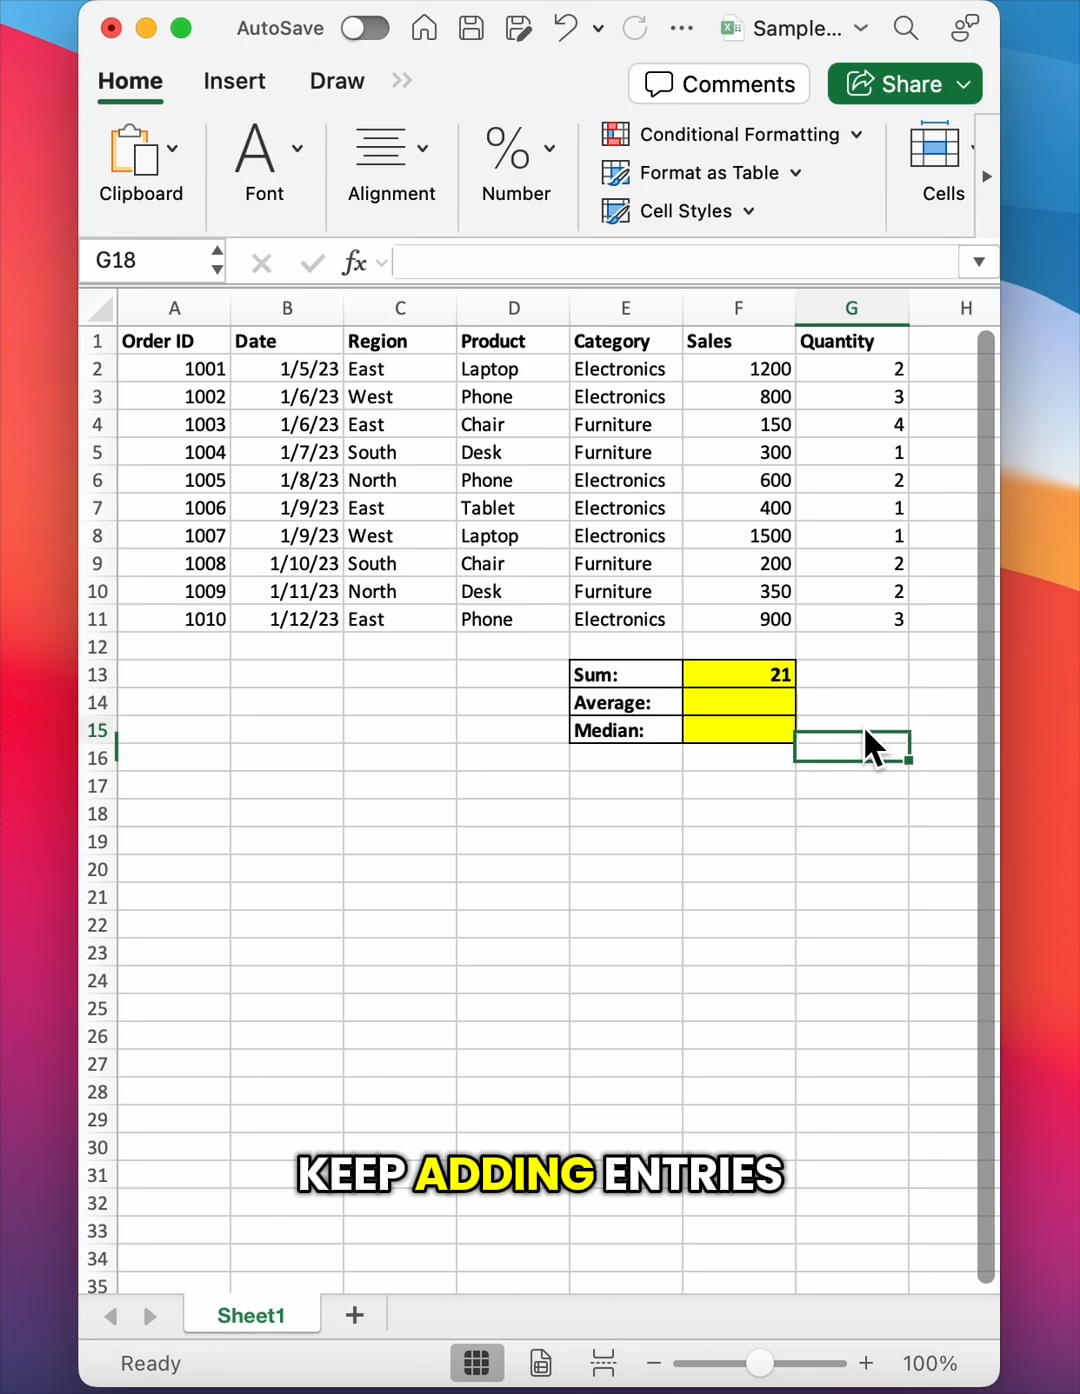 AutoSave Sample...
Home Insert Draw Comments Share
Clipboard Font Alignment Number Conditional Formatting Cells
Format as Table
Cell Styles
G18 fx
A B C D E F G H
1 Order ID Date Region Product Category Sales Quantity
2 1001 1/5/23 East Laptop Electronics 1200 2
3 1002 1/6/23 West Phone Electronics 800 3
4 1003 1/6/23 East Chair Furniture 150 4
5 1004 1/7/23 South Desk Furniture 300 1
6 1005 1/8/23 North Phone Electronics 600 2
7 1006 1/9/23 East Tablet Electronics 400 1
8 1007 1/9/23 West Laptop Electronics 1500 1
9 1008 1/10/23 South Chair Furniture 200 2
10 1009 1/11/23 North Desk Furniture 350 2
11 1010 1/12/23 East Phone Electronics 900 3
12
13 Sum: 21
14 Average:
15 Median:
16
17
18
19
20
21
22
23
24
25
26
27
28
29
30
31 KEEP ADDING ENTRIES
32
33
34
35
Sheet1
Ready 100%